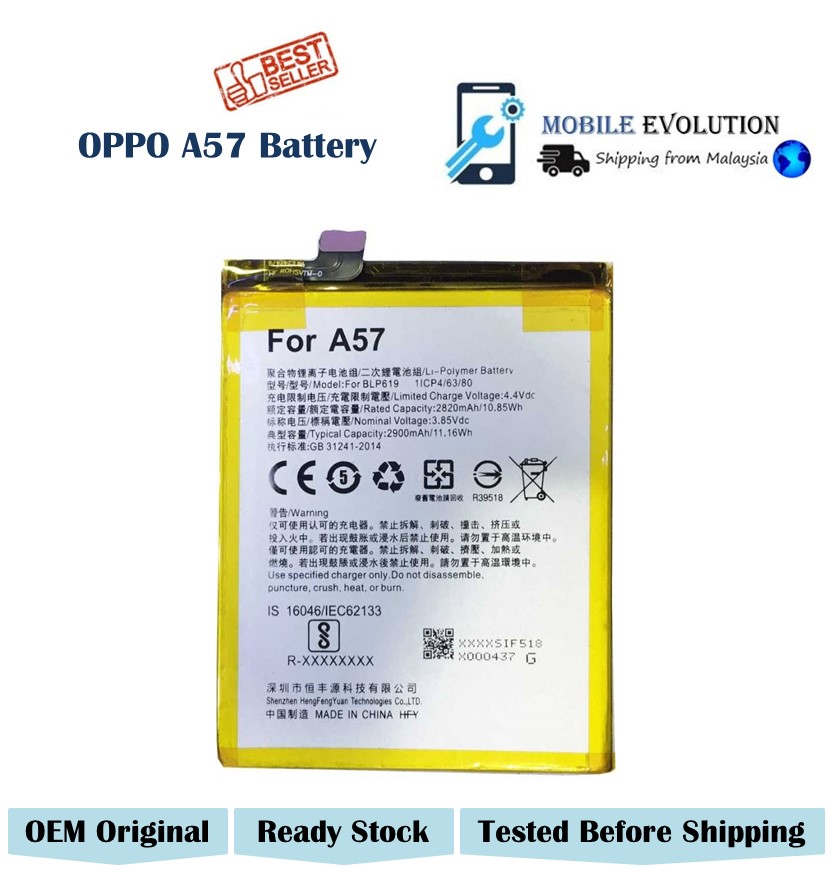 BEST
SELLER
OPPO A57 Battery
MOBILE EVOLUTION
Shipping from Malaysia
For A57
聚合物锂离子电池组/二次鋰電池組/Li-Polymer Battery
型号/型号/Model:For BLP619 1ICP4/63/80
充电限制电压/充電限制電壓/Limited Charge Voltage:4.4Vdc
额定容量/額定電容量/Rated Capacity:2820mAh/10.85Wh
标称电压/標稱電壓/Nominal Voltage:3.85Vdc
典型容量/Typical Capacity:2900mAh/11.16Wh
执行标准:GB 31241-2014
CE 5
廢舊電池請回收 R39518
警告/Warning
仅可使用认可的充电器。禁止拆解、刺破、撞击、挤压或
投入火中。若出现鼓胀或浸水后禁止使用。请勿置于高温环境中。
僅可使用認可的充電器。禁止拆解、刺破、擠壓、加熱或
燃燒。若出現鼓脹或浸水後禁止使用。請勿置于高溫環境中。
Use specified charger only.Do not disassemble,
puncture, crush, heat, or burn.
IS 16046/IEC62133
R-XXXXXXXX
XXXXSIF518
X000437 G
深圳市恒丰源科技有限公司
Shenzhen HengFengYuan Technologies Co.,LTD.
中国制造 MADE IN CHINA HFY
OEM Original
Ready Stock
Tested Before Shipping